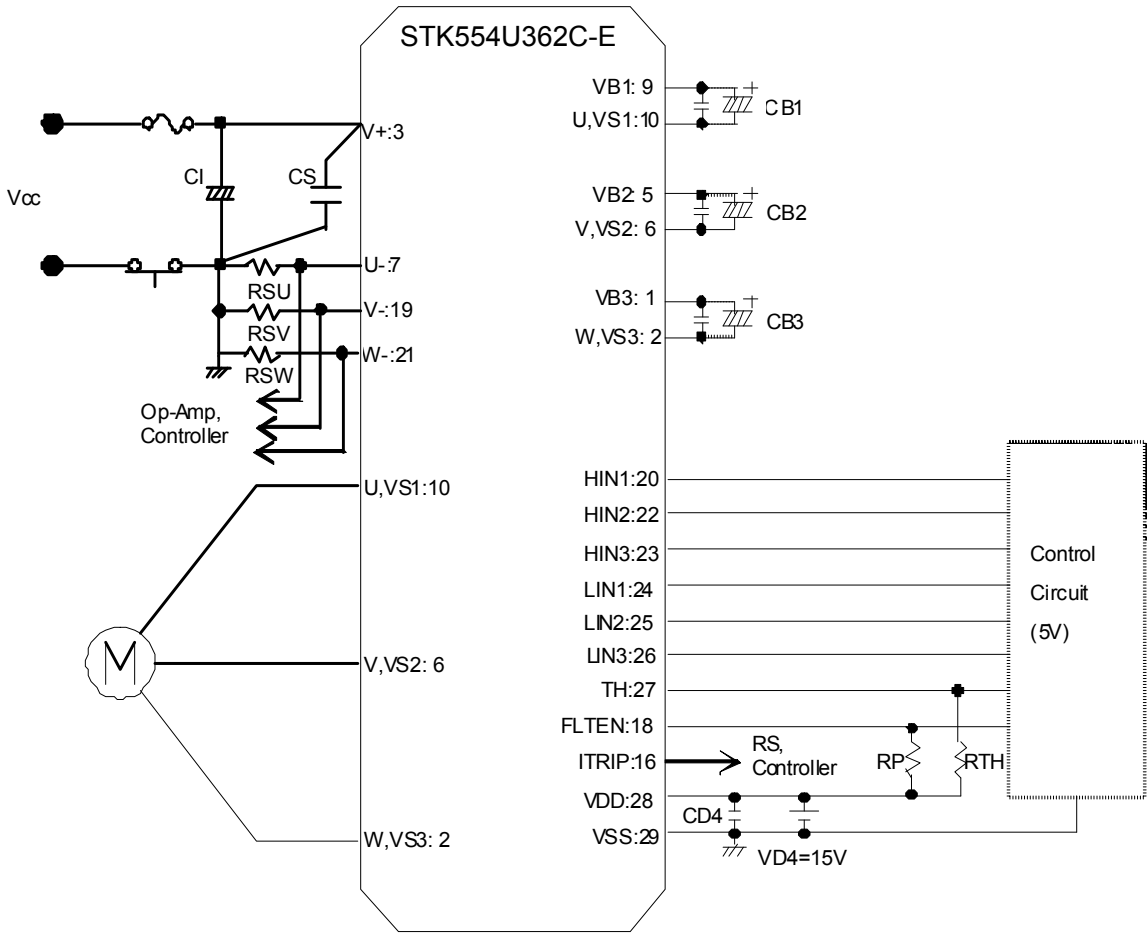 STK554U362C-E
VB1: 9
CB1
U,VS1:10
V+:3
CI
CS
Vcc
VB2: 5
CB2
V,VS2: 6
U-:7
RSU
V-:19
RSV
W-:21
RSW
VB3: 1
CB3
W,VS3: 2
Op-Amp,
Controller
U,VS1:10
V,VS2: 6
W,VS3: 2
M
HIN1:20
HIN2:22
HIN3:23
LIN1:24
LIN2:25
LIN3:26
TH:27
FLTEN:18
ITRIP:16
VDD:28
VSS:29
RS,
Controller
RP
RTH
CD4
VD4=15V
Control
Circuit
(5V)